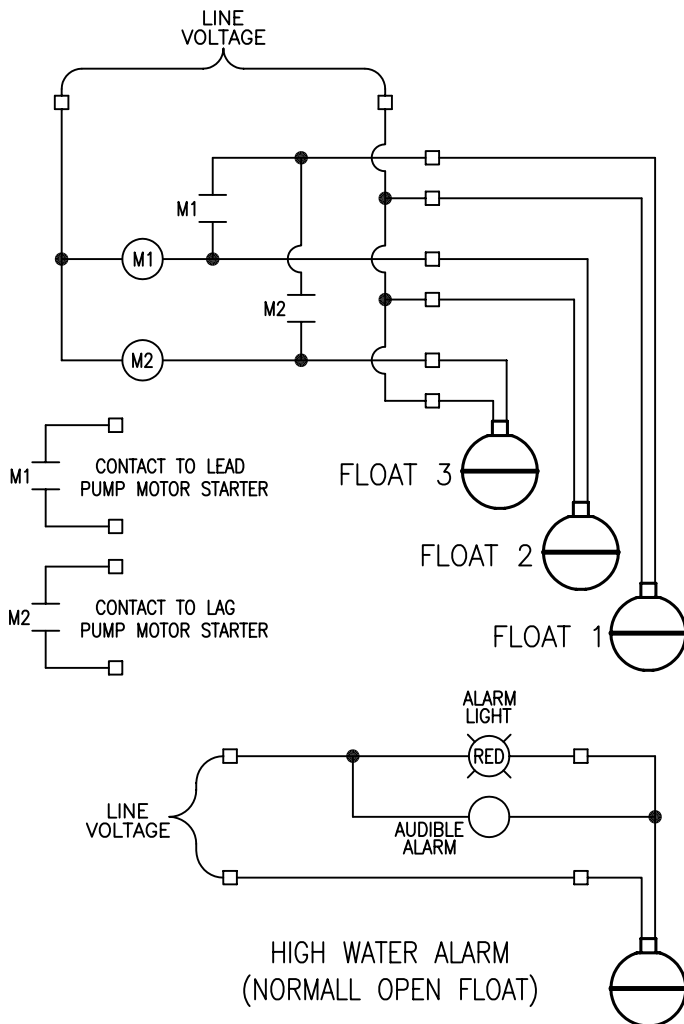 LINE
VOLTAGE
M1
M1
M2
M2
FLOAT 3
M1
CONTACT TO LEAD
PUMP MOTOR STARTER
FLOAT 2
M2
CONTACT TO LAG
PUMP MOTOR STARTER
FLOAT 1
ALARM
LIGHT
RED
LINE
VOLTAGE
AUDIBLE
ALARM
HIGH WATER ALARM
(NORMALL OPEN FLOAT)